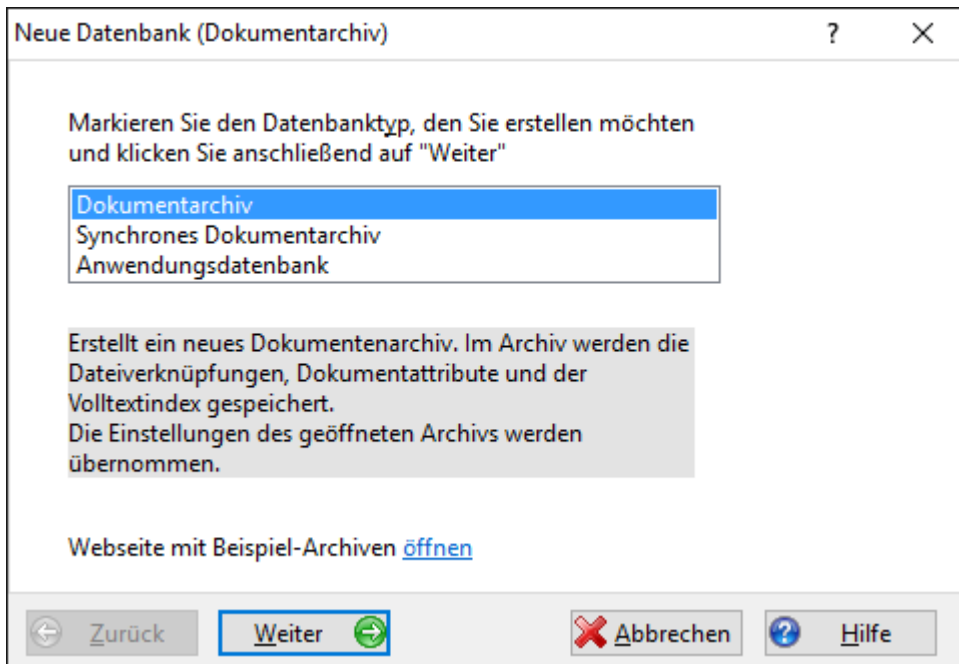 Neue Datenbank (Dokumentarchiv) ?
Markieren Sie den Datenbanktyp, den Sie erstellen möchten
und klicken Sie anschließend auf "Weiter"
Dokumentarchiv
Synchrones Dokumentarchiv
Anwendungsdatenbank
Erstellt ein neues Dokumentenarchiv. Im Archiv werden die
Dateiverknüpfungen, Dokumentattribute und der
Volltextindex gespeichert.
Die Einstellungen des geöffneten Archivs werden
übernommen.
Webseite mit Beispiel-Archiven öffnen
Zurück Weiter Abbrechen ? Hilfe